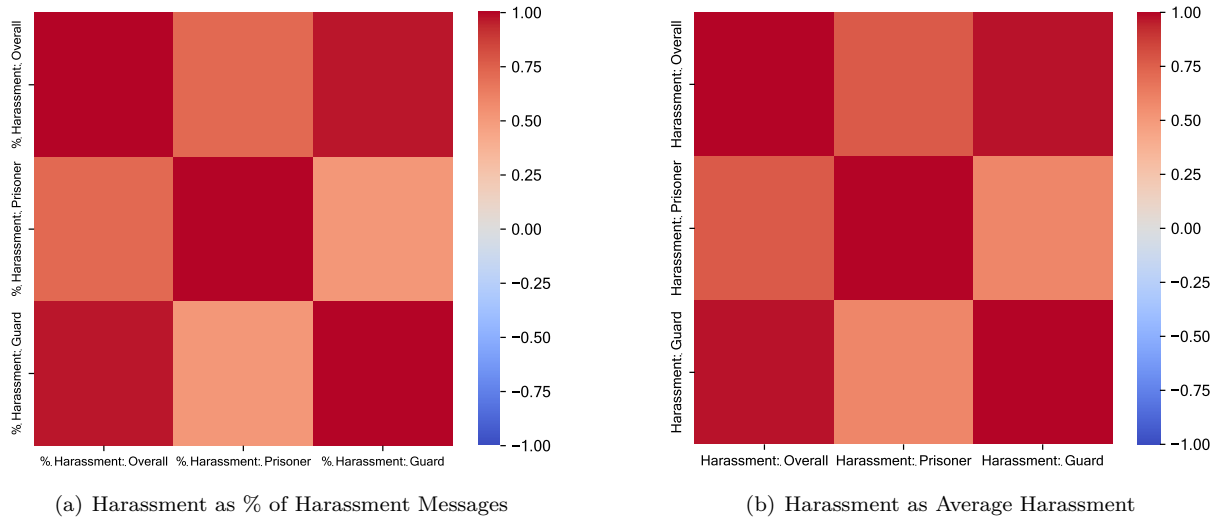 %. Harassment:. Overall
%. Harassment:. Prisoner
%. Harassment:. Guard
%. Harassment:. Overall
%. Harassment:. Prisoner
%. Harassment:. Guard
1.00
0.75
0.50
0.25
0.00
−0.25
−0.50
−0.75
−1.00
(a) Harassment as % of Harassment Messages
Harassment:. Overall
Harassment:. Prisoner
Harassment:. Guard
Harassment:. Overall
Harassment:. Prisoner
Harassment:. Guard
1.00
0.75
0.50
0.25
0.00
−0.25
−0.50
−0.75
−1.00
(b) Harassment as Average Harassment